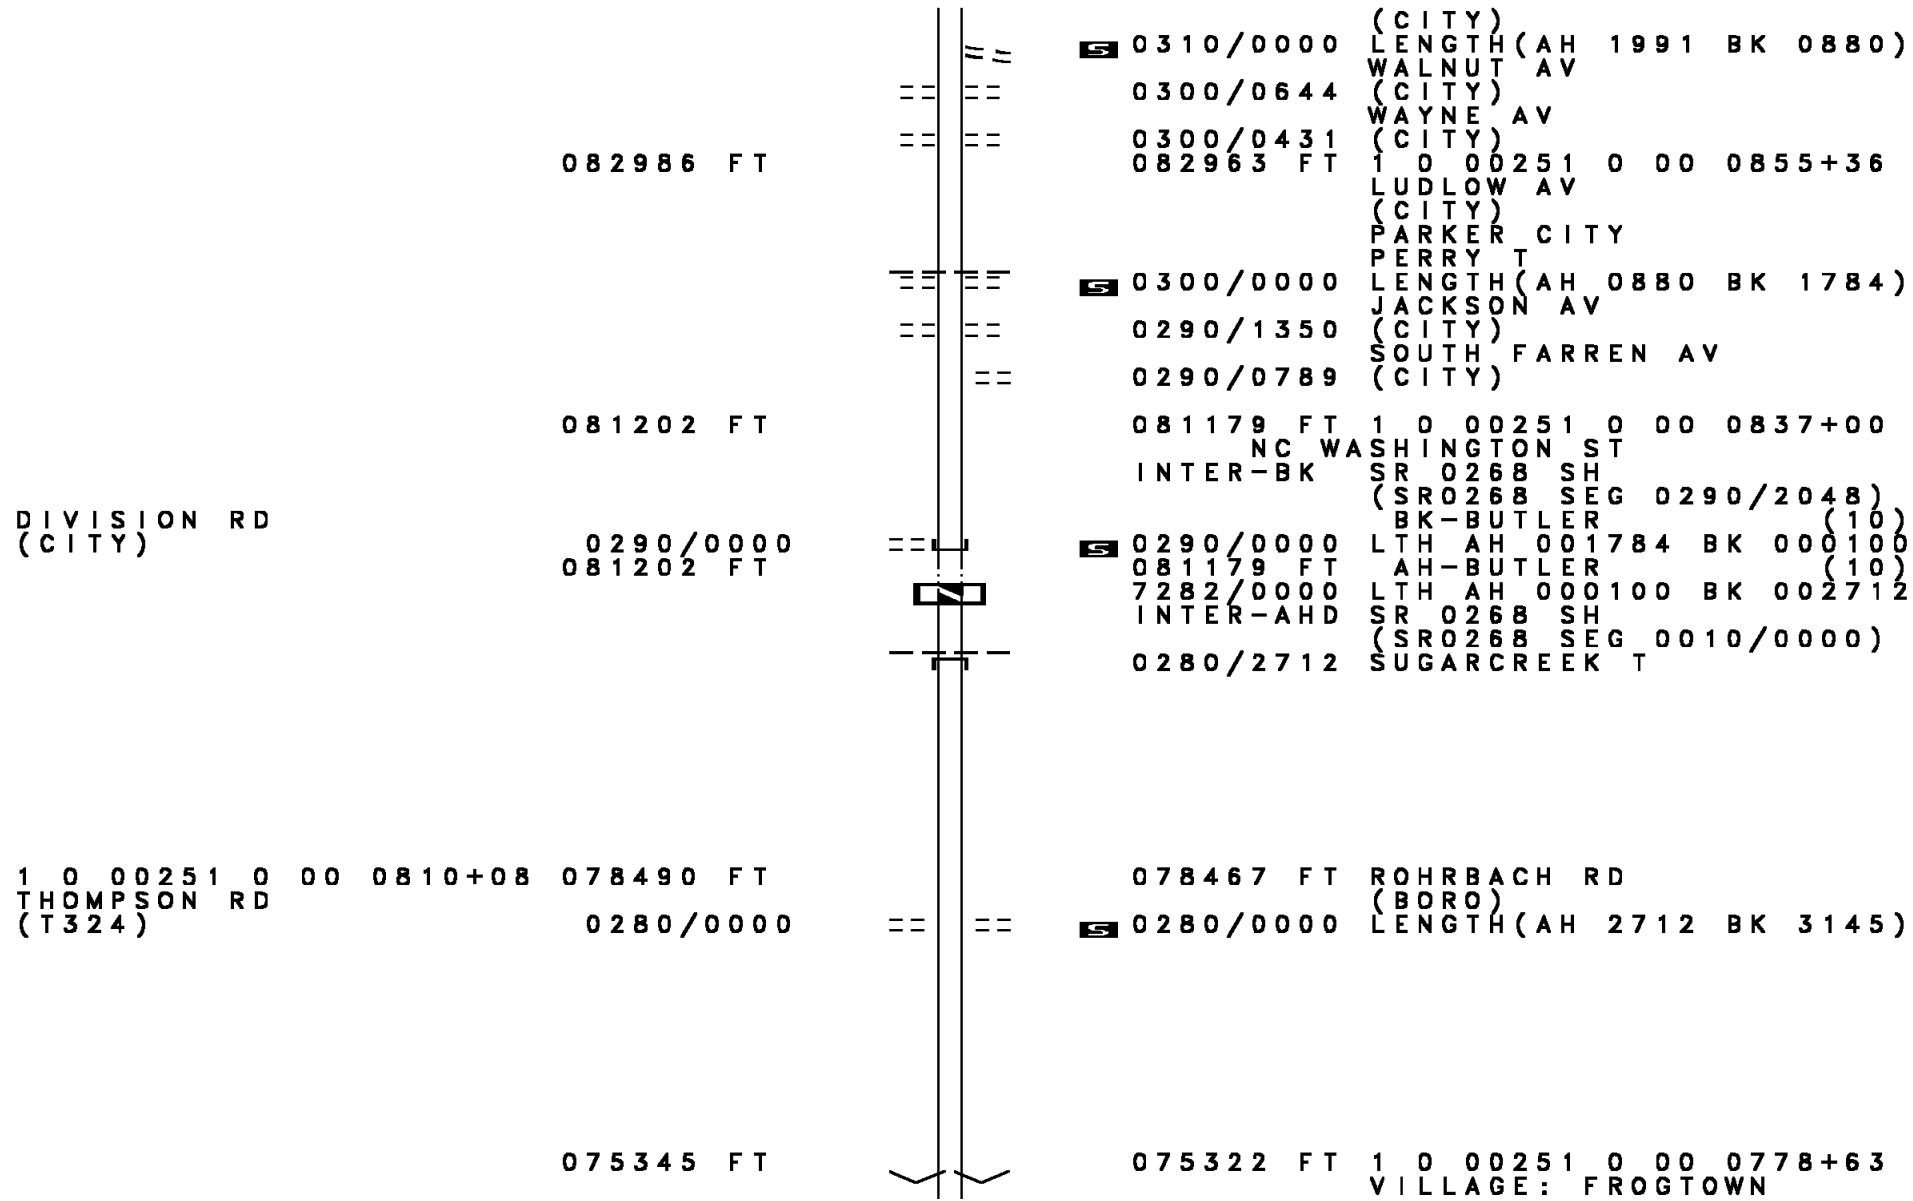 (CITY)
S 0310/0000 LENGTH(AH 1991 BK 0880)
WALNUT AV
0300/0644 (CITY)
WAYNE AV
0300/0431 (CITY)
082986 FT 082963 FT 1 0 00251 0 00 0855+36
LUDLOW AV
(CITY)
PARKER CITY
PERRY T
S 0300/0000 LENGTH(AH 0880 BK 1784)
JACKSON AV
0290/1350 (CITY)
SOUTH FARREN AV
0290/0789 (CITY)
081202 FT 081179 FT 1 0 00251 0 00 0837+00
NC WASHINGTON ST
INTER-BK SR 0268 SH
(SR0268 SEG 0290/2048)
DIVISION RD BK-BUTLER (10)
(CITY) 0290/0000 S 0290/0000 LTH AH 001784 BK 000100
081202 FT 081179 FT AH-BUTLER (10)
7282/0000 LTH AH 000100 BK 002712
INTER-AHD SR 0268 SH
(SR0268 SEG 0010/0000)
0280/2712 SUGARCREEK T
1 0 00251 0 00 0810+08 078490 FT 078467 FT ROHRBACH RD
THOMPSON RD (BORO)
(T324) 0280/0000 S 0280/0000 LENGTH(AH 2712 BK 3145)
075345 FT 075322 FT 1 0 00251 0 00 0778+63
VILLAGE: FROGTOWN